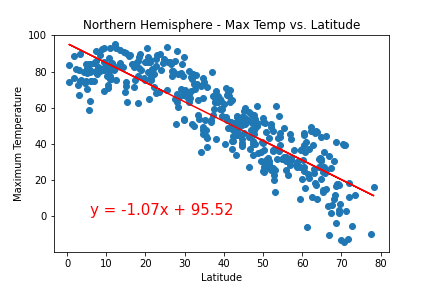 Northern Hemisphere - Max Temp vs. Latitude
Maximum Temperature
100
80
60
40
20
0
y = -1.07x + 95.52
0 10 20 30 40 50 60 70 80
Latitude